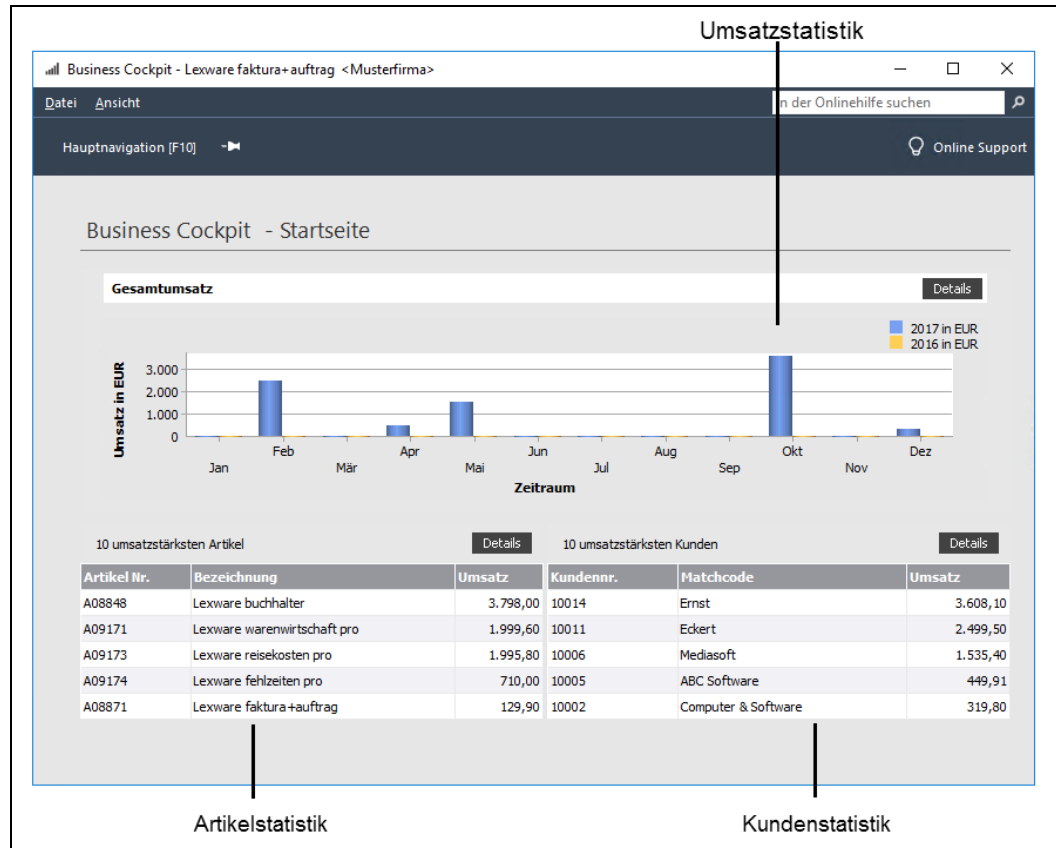 Umsatzstatistik
Business Cockpit - Lexware faktura+auftrag <Musterfirma>
Datei Ansicht
in der Onlinehilfe suchen
Hauptnavigation [F10]
Online Support
Business Cockpit - Startseite
Gesamtumsatz
Details
2017 in EUR
2016 in EUR
Umsatz in EUR
3.000
2.000
1.000
0
Jan Feb Mär Apr Mai Jun Jul Aug Sep Okt Nov Dez
Zeitraum
10 umsatzstärksten Artikel Details 10 umsatzstärksten Kunden Details
Artikel Nr. Bezeichnung Umsatz Kundennr. Matchcode Umsatz
A08848 Lexware buchhalter 3.798,00 10014 Ernst 3.608,10
A09171 Lexware warenwirtschaft pro 1.999,60 10011 Eckert 2.499,50
A09173 Lexware reisekosten pro 1.995,80 10006 Mediasoft 1.535,40
A09174 Lexware fehlzeiten pro 710,00 10005 ABC Software 449,91
A08871 Lexware faktura+auftrag 129,90 10002 Computer & Software 319,80
Artikelstatistik
Kundenstatistik